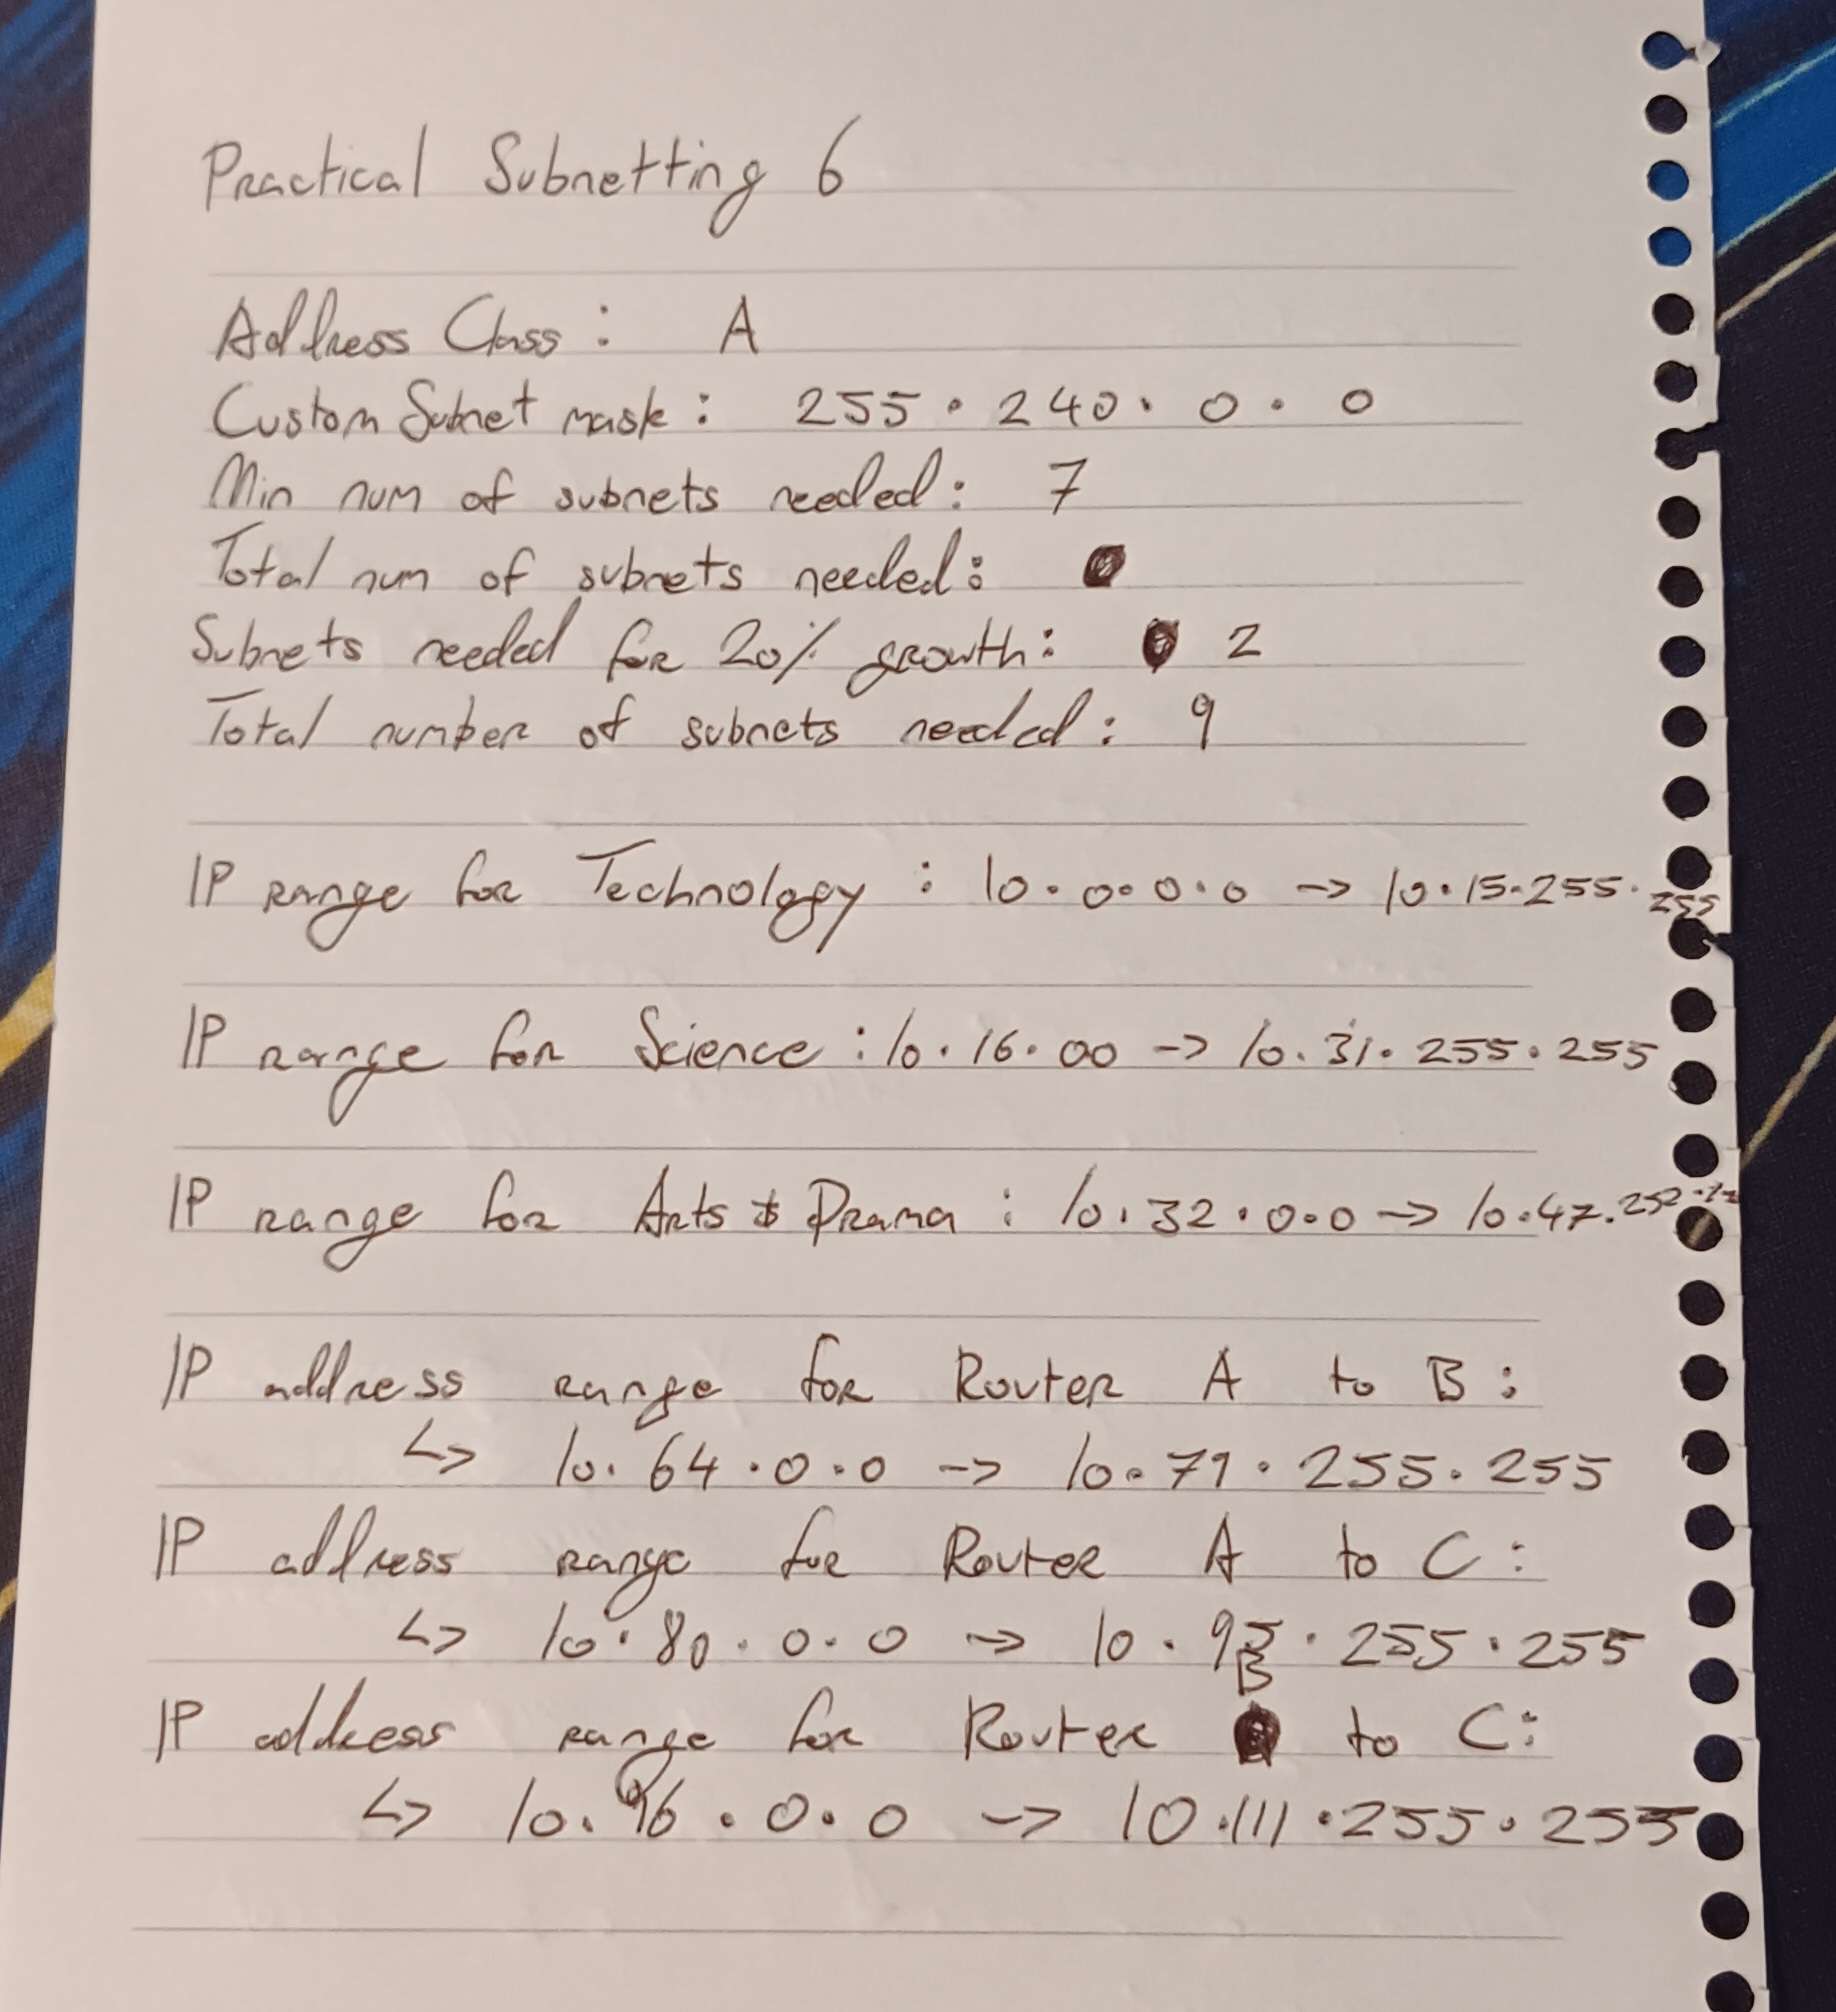 Practical Subnetting 6
Address Class : A
Custom Subnet mask : 255 . 240 . 0 . 0
Min num of subnets needed : 7
Total num of subnets needed :
Subnets needed for 20% growth : 2
Total number of subnets needed : 9
IP range for Technology : 10.0.0.0 -> 10.15.255.255
IP range for Science : 10.16.00 -> 10.31.255.255
IP range for Arts & Drama : 10.32.0.0 -> 10.47.
IP address range for Router A to B :
↳ 10.64.0.0 -> 10.79.255.255
IP address range for Router A to C :
↳ 10.80.0.0 -> 10.95.255.255
IP address range for Router B to C :
↳ 10.96.0.0 -> 10.111.255.255